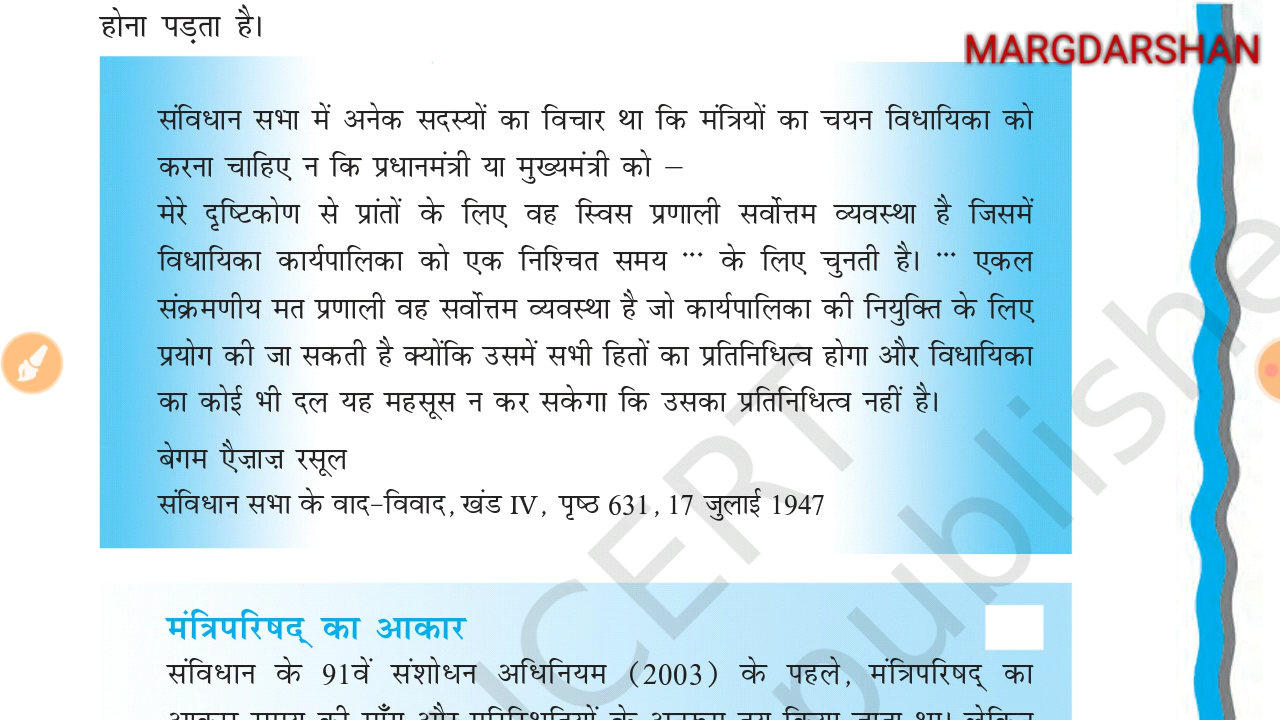 होना पड़ता है।
MARGDARSHAN
संविधान सभा में अनेक सदस्यों का विचार था कि मंत्रियों का चयन विधायिका को
करना चाहिए न कि प्रधानमंत्री या मुख्यमंत्री को –
मेरे दृष्टिकोण से प्रांतों के लिए वह स्विस प्रणाली सर्वोत्तम व्यवस्था है जिसमें
विधायिका कार्यपालिका को एक निश्चित समय ... के लिए चुनती है। ... एकल
संक्रमणीय मत प्रणाली वह सर्वोत्तम व्यवस्था है जो कार्यपालिका की नियुक्ति के लिए
प्रयोग की जा सकती है क्योंकि उसमें सभी हितों का प्रतिनिधित्व होगा और विधायिका
का कोई भी दल यह महसूस न कर सकेगा कि उसका प्रतिनिधित्व नहीं है।
बेगम ऐज़ाज़ रसूल
संविधान सभा के वाद-विवाद, खंड IV, पृष्ठ 631, 17 जुलाई 1947
मंत्रिपरिषद् का आकार
संविधान के 91वें संशोधन अधिनियम (2003) के पहले, मंत्रिपरिषद् का